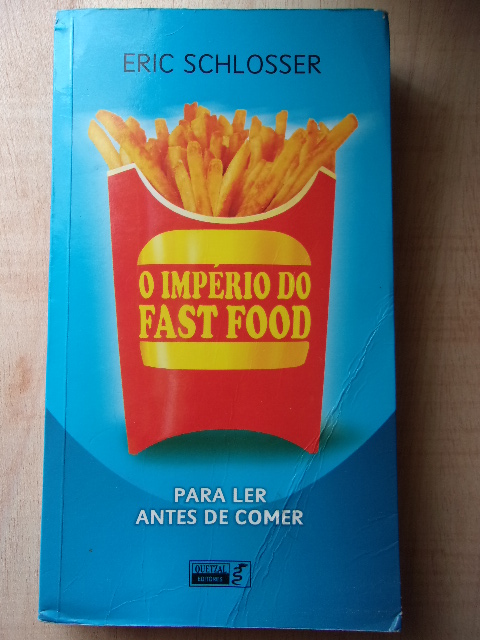 ERIC SCHLOSSER
O IMPÉRIO DO
FAST FOOD
PARA LER
ANTES DE COMER
QUETZAL
EDITORES